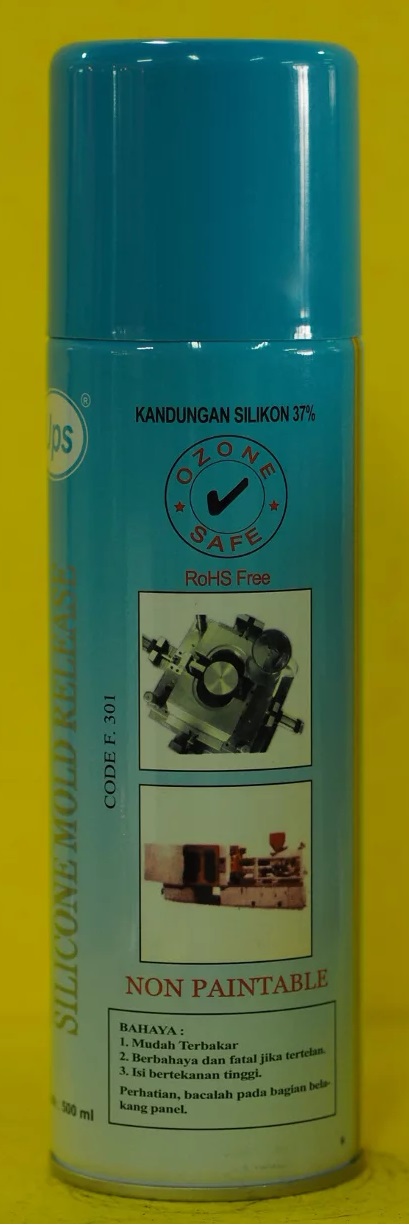 KANDUNGAN SILIKON 37%
ps
®
OZONE
SAFE
RoHS Free
SILICONE MOLD RELEASE
CODE F. 301
NON PAINTABLE
BAHAYA :
1. Mudah Terbakar
2. Berbahaya dan fatal jika tertelan.
3. Isi bertekanan tinggi.
Perhatian, bacalah pada bagian bela-
kang panel.
500 ml